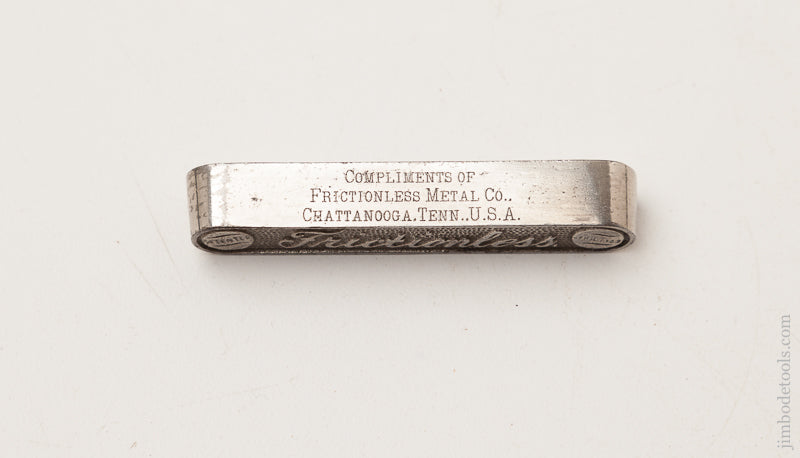 COMPLIMENTS OF
FRICTIONLESS METAL CO.,
CHATTANOOGA, TENN., U.S.A.
Frictionless
jimbodetools.com